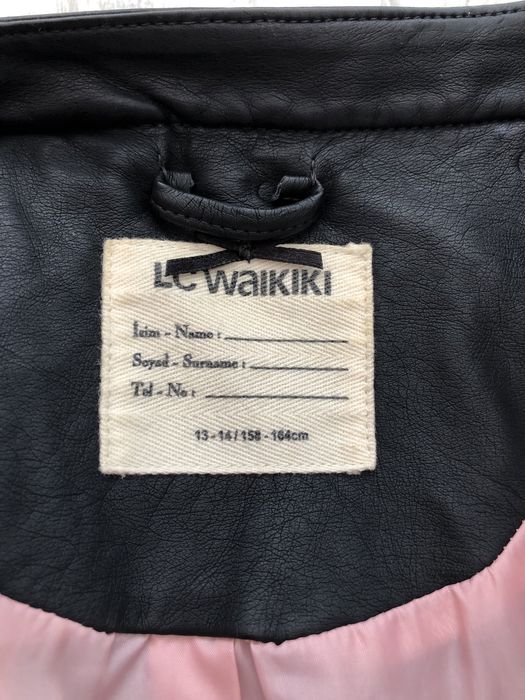 LC WAIKIKI
İsim - Name :
Soyad - Surname :
Tel - No :
13 - 14 / 158 - 164cm